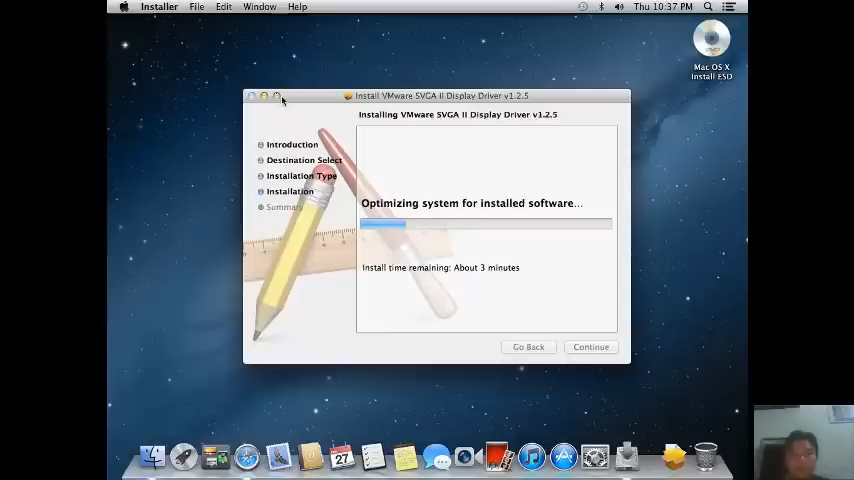 Installer File Edit Window Help Thu 10:37 PM
Mac OS X
Install ESD
Install VMware SVGA II Display Driver v1.2.5
Installing VMware SVGA II Display Driver v1.2.5
Introduction
Destination Select
Installation Type
Installation
Summary
Optimizing system for installed software...
Install time remaining: About 3 minutes
Go Back Continue
27